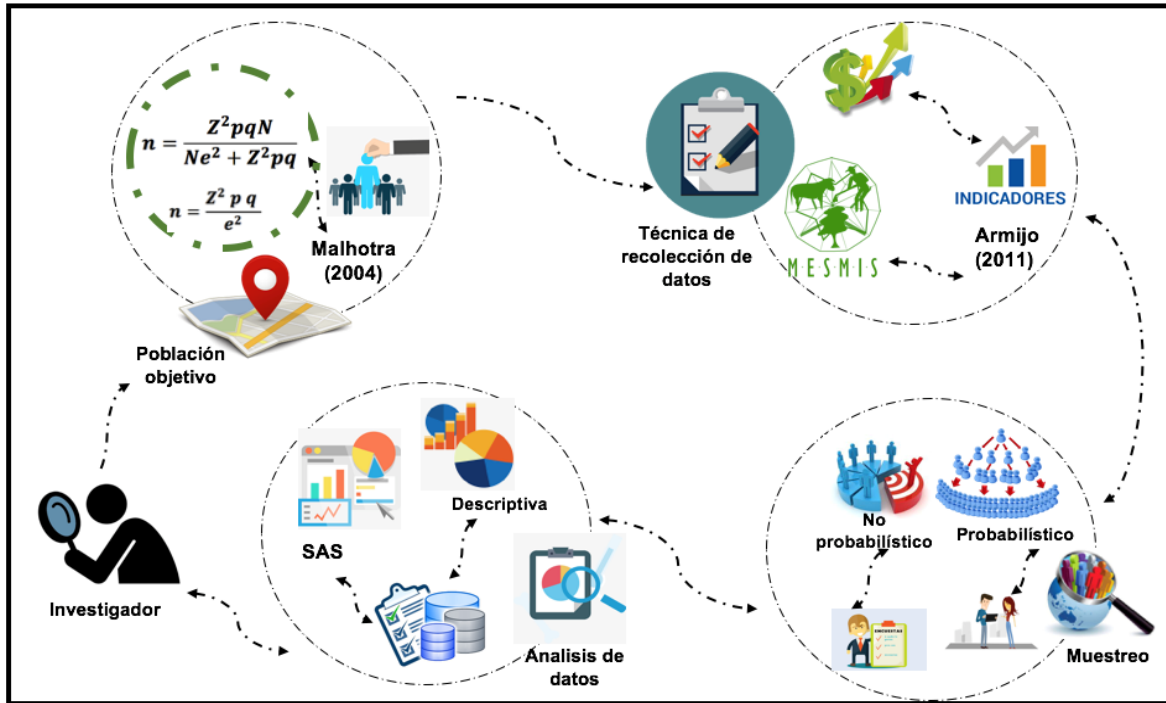 n = Z²pqN / Ne² + Z²pq
n = Z² p q / e²
Malhotra
(2004)
Población
objetivo
Técnica de
recolección de
datos
MESMIS
INDICADORES
Armijo
(2011)
Investigador
SAS
Descriptiva
Analisis de
datos
No
probabilístico
Probabilístico
ENCUESTAS
Muestreo